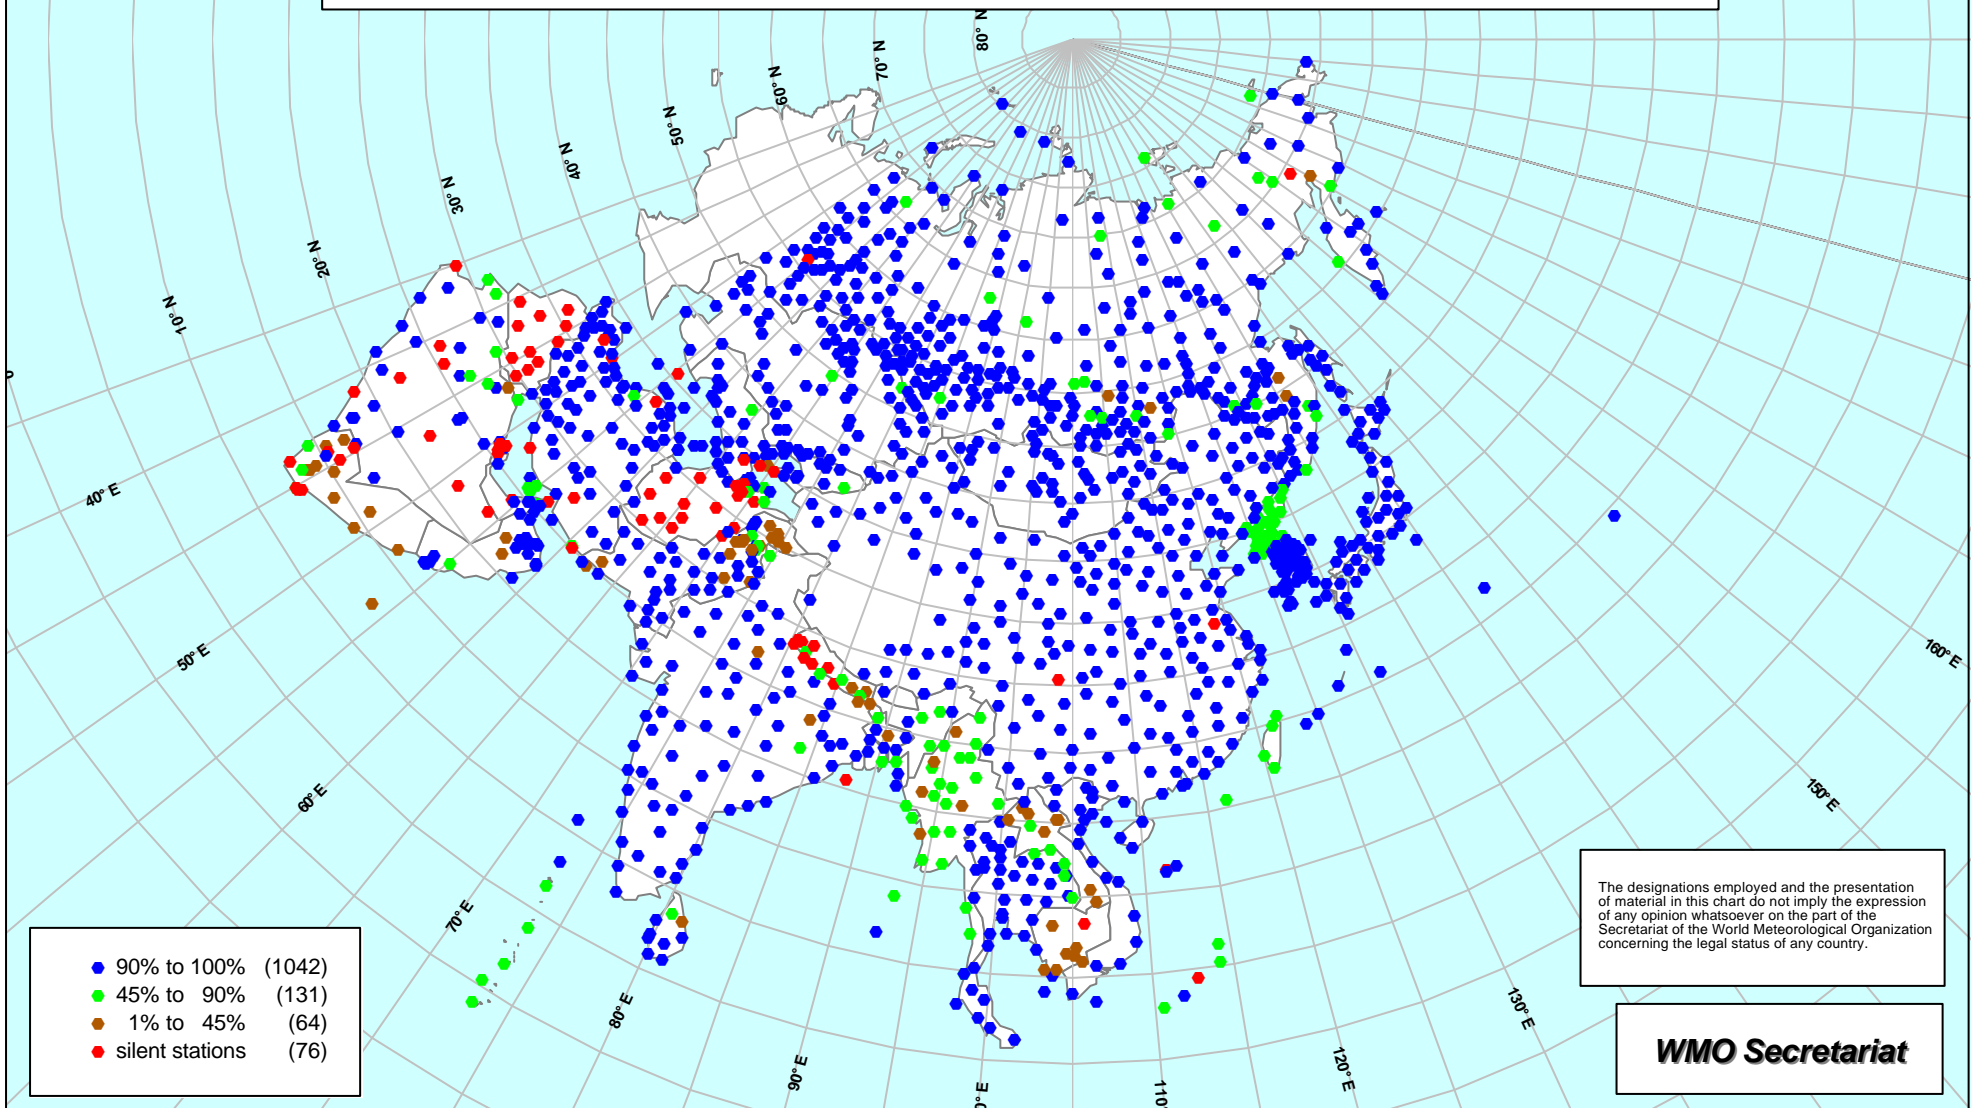 80° N
70° N
60° N
50° N
40° N
30° N
20° N
10° N
40° E
50° E
60° E
70° E
80° E
90° E
110°
120° E
130° E
150° E
160° E
The designations employed and the presentation
of material in this chart do not imply the expression
of any opinion whatsoever on the part of the
Secretariat of the World Meteorological Organization
concerning the legal status of any country.
90% to 100% (1042)
45% to 90% (131)
1% to 45% (64)
silent stations (76)
WMO Secretariat